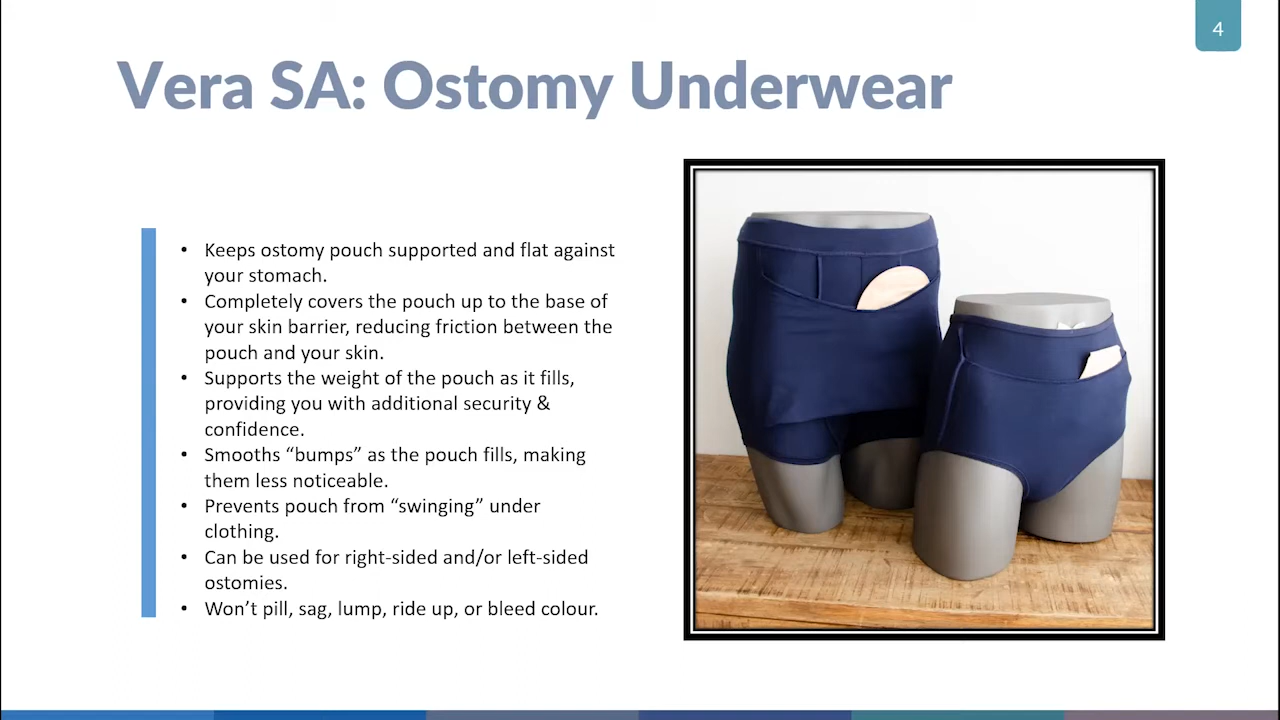 4
Vera SA: Ostomy Underwear
• Keeps ostomy pouch supported and flat against
your stomach.
• Completely covers the pouch up to the base of
your skin barrier, reducing friction between the
pouch and your skin.
• Supports the weight of the pouch as it fills,
providing you with additional security &
confidence.
• Smooths “bumps” as the pouch fills, making
them less noticeable.
• Prevents pouch from “swinging” under
clothing.
• Can be used for right-sided and/or left-sided
ostomies.
• Won’t pill, sag, lump, ride up, or bleed colour.